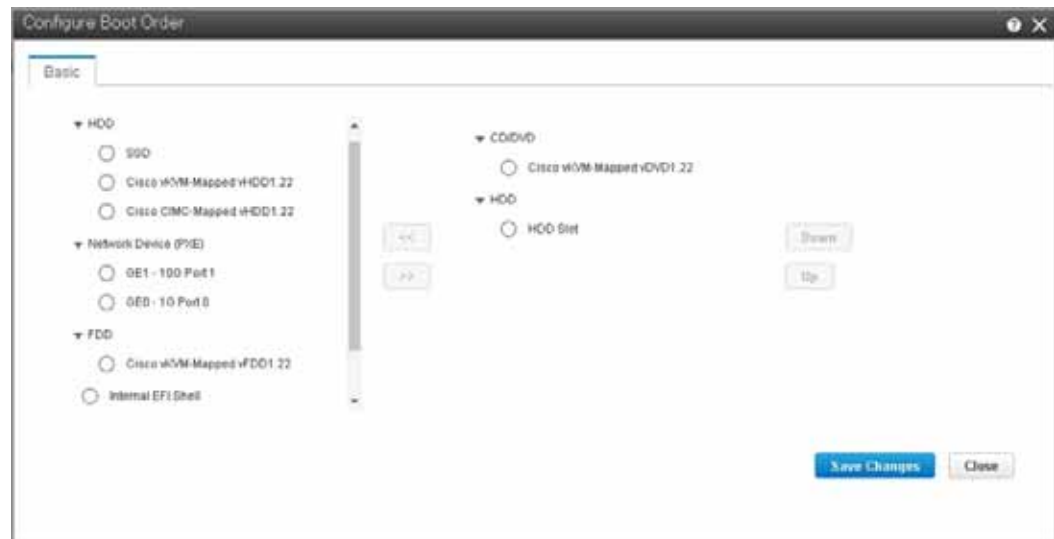 Configure Boot Order
Basic
HDD
SSD
Cisco vKVM-Mapped vHDD1.22
Cisco CIMC-Mapped vHDD1.22
Network Device (PXE)
GE1 - 10G Port 1
GE0 - 1G Port 0
FDD
Cisco vKVM-Mapped vFDD1.22
Internal EFI Shell
<<
>>
CD/DVD
Cisco vKVM-Mapped vDVD1.22
HDD
HDD Slot
Down
Up
Save Changes
Close